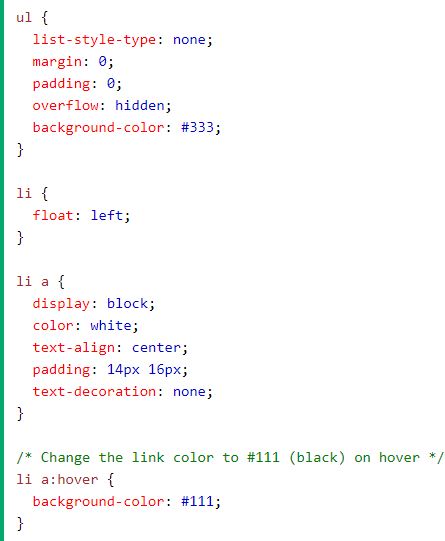 ul {
  list-style-type: none;
  margin: 0;
  padding: 0;
  overflow: hidden;
  background-color: #333;
}

li {
  float: left;
}

li a {
  display: block;
  color: white;
  text-align: center;
  padding: 14px 16px;
  text-decoration: none;
}

/* Change the link color to #111 (black) on hover */
li a:hover {
  background-color: #111;
}